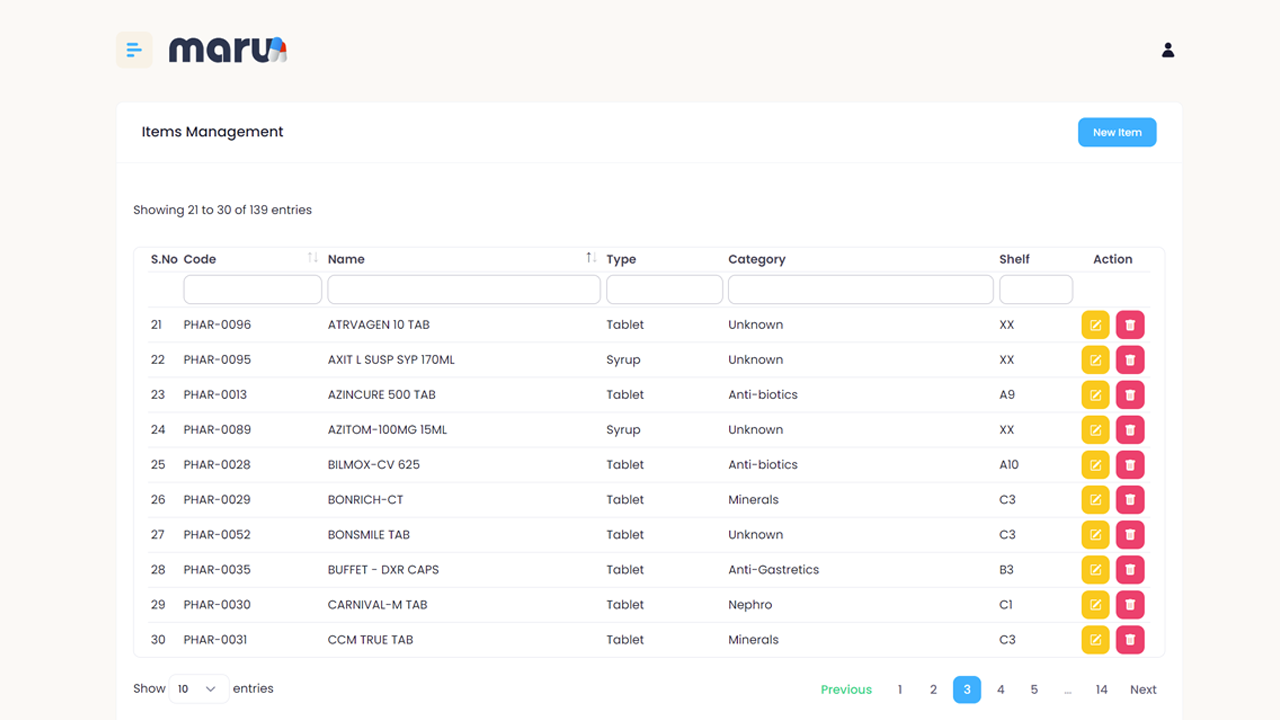 maru
Items Management
New Item
Showing 21 to 30 of 139 entries
S.No Code Name Type Category Shelf Action
21 PHAR-0096 ATRVAGEN 10 TAB Tablet Unknown XX
22 PHAR-0095 AXIT L SUSP SYP 170ML Syrup Unknown XX
23 PHAR-0013 AZINCURE 500 TAB Tablet Anti-biotics A9
24 PHAR-0089 AZITOM-100MG 15ML Syrup Unknown XX
25 PHAR-0028 BILMOX-CV 625 Tablet Anti-biotics A10
26 PHAR-0029 BONRICH-CT Tablet Minerals C3
27 PHAR-0052 BONSMILE TAB Tablet Unknown C3
28 PHAR-0035 BUFFET - DXR CAPS Tablet Anti-Gastretics B3
29 PHAR-0030 CARNIVAL-M TAB Tablet Nephro C1
30 PHAR-0031 CCM TRUE TAB Tablet Minerals C3
Show 10 entries Previous 1 2 3 4 5 ... 14 Next